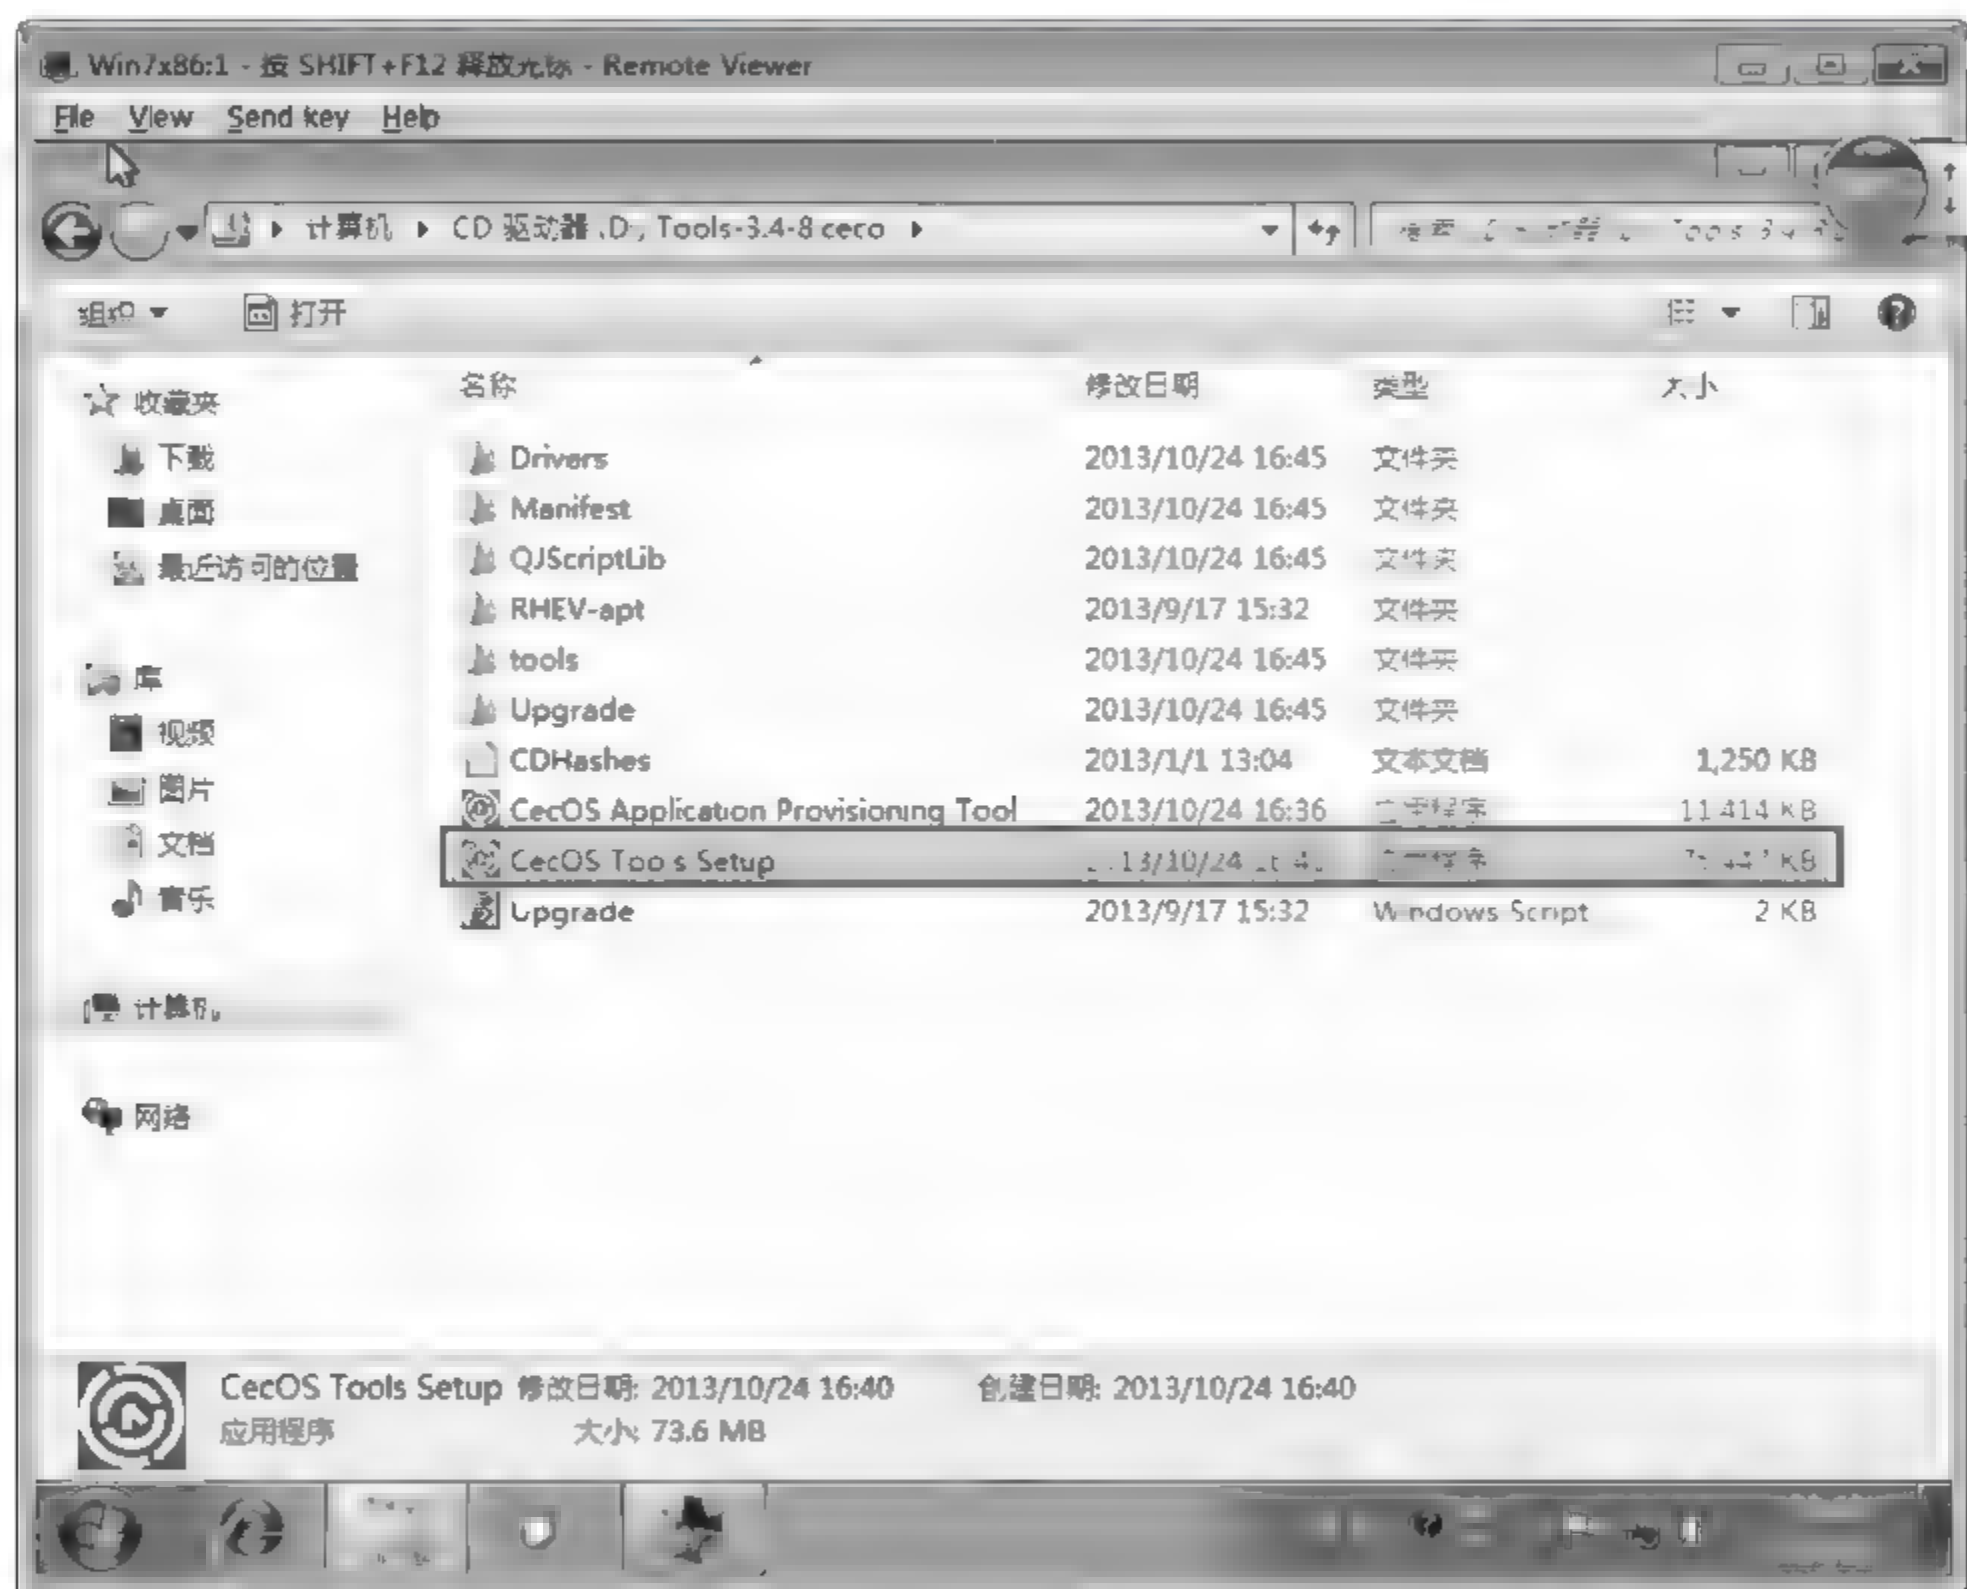 Win7x86:1 - 按 SHIFT+F12 释放光标 - Remote Viewer
File View Send key Help
计算机 CD 驱动器 Tools-3.4-8 ceco
组织 打开
名称 修改日期 类型 大小
收藏夹
下载
桌面
最近访问的位置
库
视频
图片
文档
音乐
计算机
网络
Drivers 2013/10/24 16:45 文件夹
Manifest 2013/10/24 16:45 文件夹
QJScriptLib 2013/10/24 16:45 文件夹
RHEV-apt 2013/9/17 15:32 文件夹
tools 2013/10/24 16:45 文件夹
Upgrade 2013/10/24 16:45 文件夹
CDHashes 2013/1/1 13:04 文本文档 1,250 KB
CecOS Application Provisioning Tool 2013/10/24 16:36 11,414 KB
CecOS Tools Setup KB
Upgrade 2013/9/17 15:32 Windows Script 2 KB
CecOS Tools Setup 修改日期: 2013/10/24 16:40 创建日期: 2013/10/24 16:40
应用程序 大小: 73.6 MB